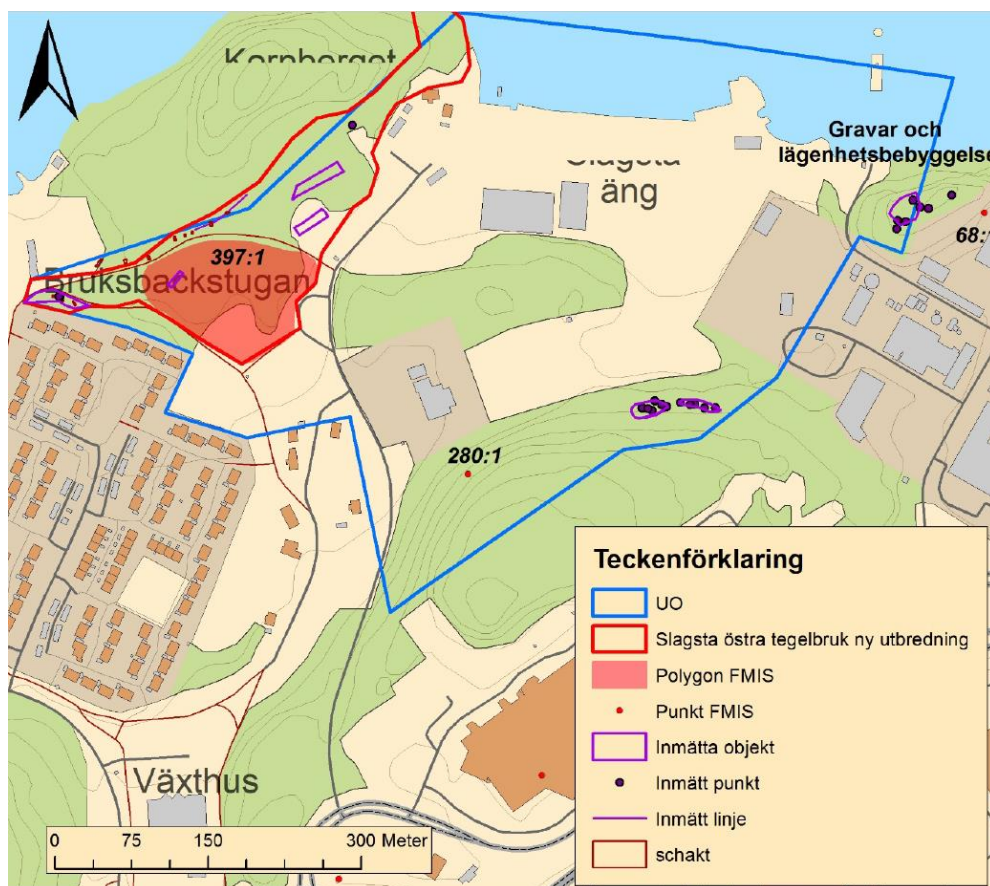 Kornberget
Gravar och
lägenhetsbebyggelse
Slagsta
äng
68:1
397:1
Bruksbackstugan
280:1
Växthus
0 75 150 300 Meter
Teckenförklaring
UO
Slagsta östra tegelbruk ny utbredning
Polygon FMIS
Punkt FMIS
Inmätta objekt
Inmätt punkt
Inmätt linje
schakt